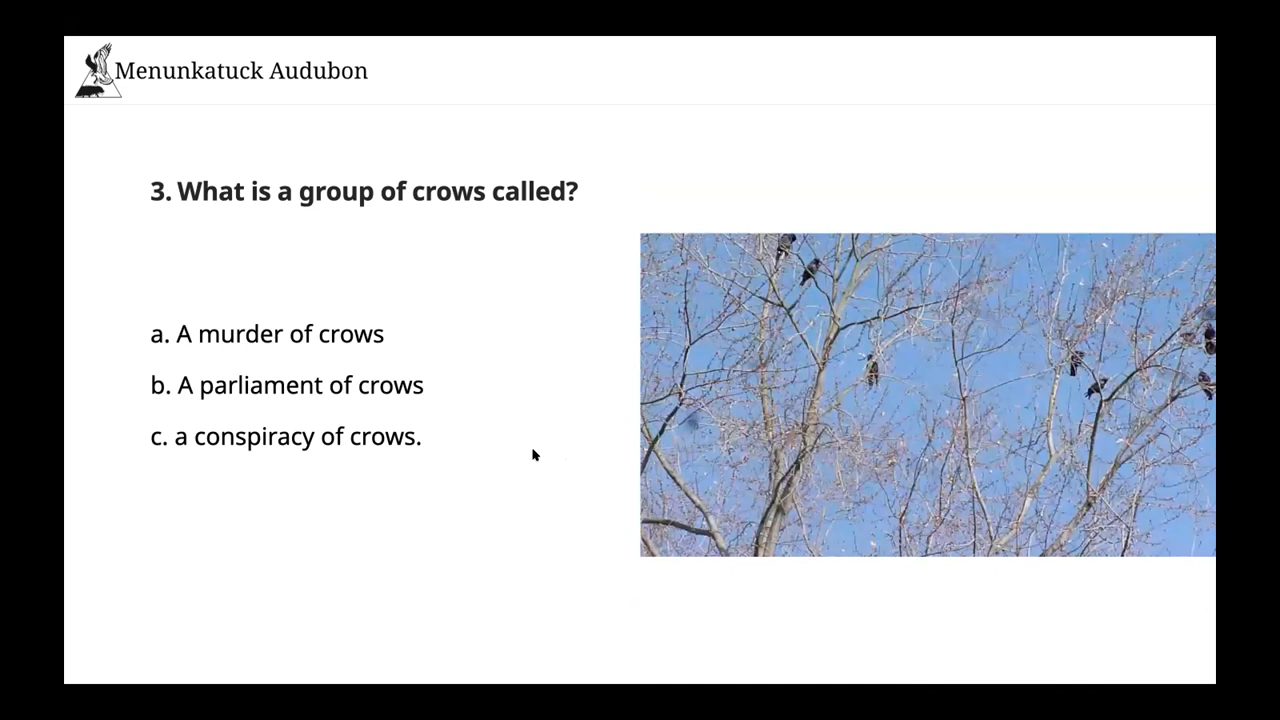 Menunkatuck Audubon
3. What is a group of crows called?
a. A murder of crows
b. A parliament of crows
c. a conspiracy of crows.